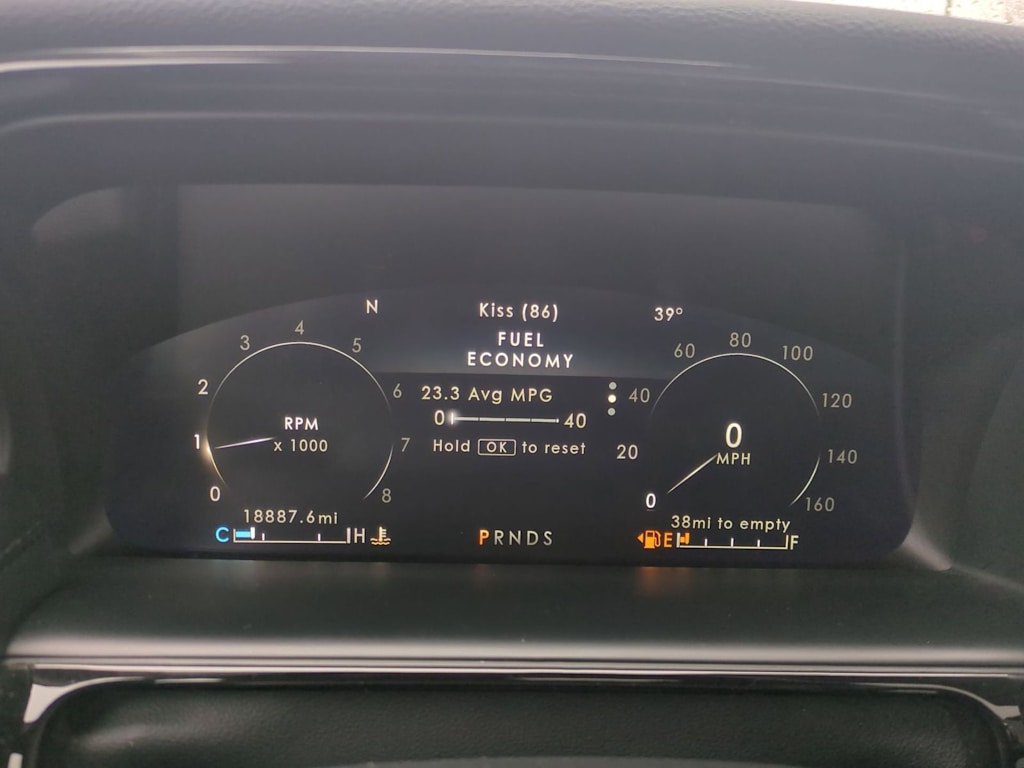 N Kiss (86) 39°
FUEL
ECONOMY
23.3 Avg MPG
0 40
Hold OK to reset
0 1 2 3 4 5 6 7 8
RPM
x 1000
0 20 40 60 80 100 120 140 160
0
MPH
18887.6mi
C H
PRNDS
38mi to empty
E F